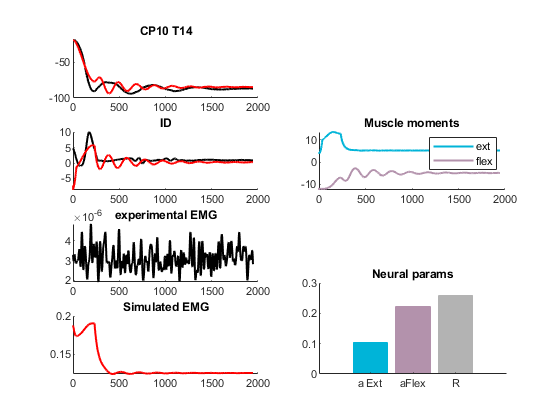 CP10 T14
-50
-100
0 500 1000 1500 2000
ID
10
5
0
-5
0 500 1000 1500 2000
Muscle moments
10
0
-10
ext
flex
0 500 1000 1500 2000
experimental EMG
×10⁻⁶
4
3
2
0 500 1000 1500 2000
Simulated EMG
0.2
0.15
0 500 1000 1500 2000
Neural params
0.3
0.2
0.1
0
a Ext aFlex R